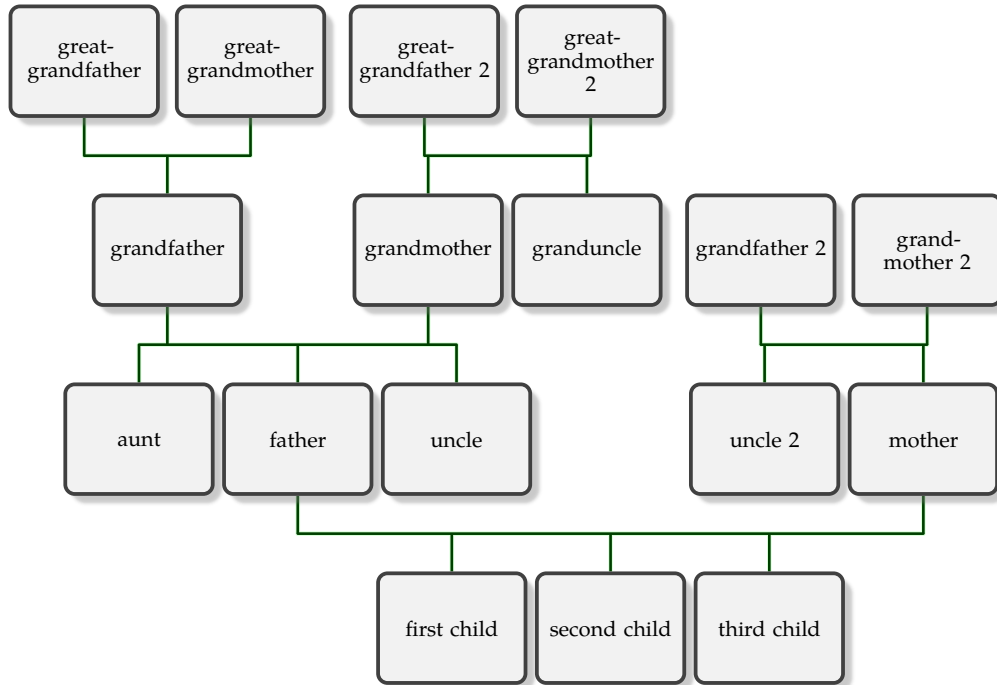 great-
grandfather
great-
grandmother
great-
grandfather 2
great-
grandmother
2
grandfather
grandmother
granduncle
grandfather 2
grand-
mother 2
aunt
father
uncle
uncle 2
mother
first child
second child
third child